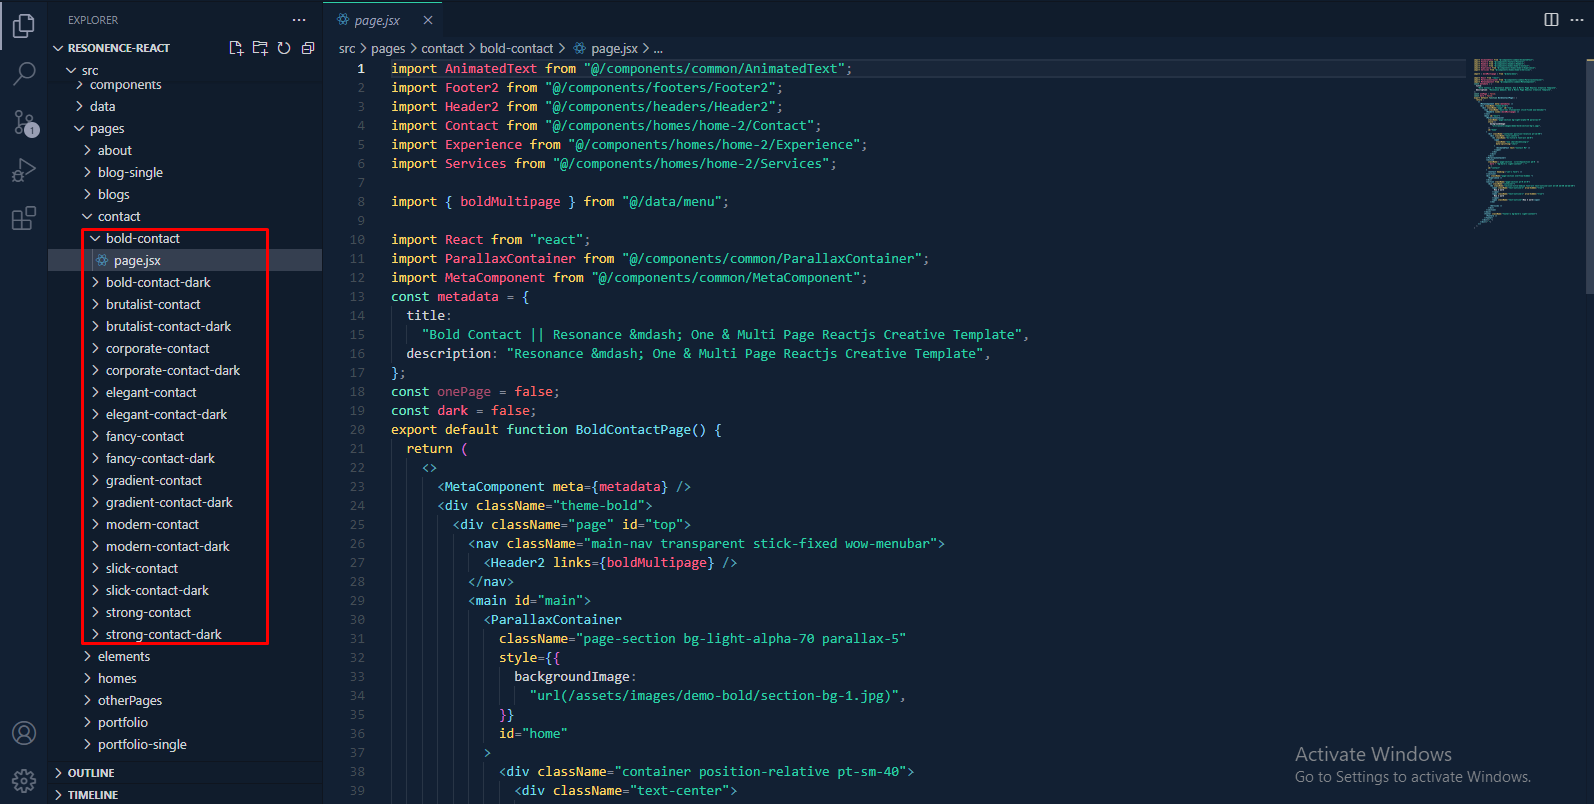 EXPLORER
RESONENCE-REACT
src
components
data
pages
about
blog-single
blogs
contact
bold-contact
page.jsx
bold-contact-dark
brutalist-contact
brutalist-contact-dark
corporate-contact
corporate-contact-dark
elegant-contact
elegant-contact-dark
fancy-contact
fancy-contact-dark
gradient-contact
gradient-contact-dark
modern-contact
modern-contact-dark
slick-contact
slick-contact-dark
strong-contact
strong-contact-dark
elements
homes
otherPages
portfolio
portfolio-single
OUTLINE
TIMELINE
1
page.jsx
src > pages > contact > bold-contact > page.jsx > ...
1 import AnimatedText from "@/components/common/AnimatedText";
2 import Footer2 from "@/components/footers/Footer2";
3 import Header2 from "@/components/headers/Header2";
4 import Contact from "@/components/homes/home-2/Contact";
5 import Experience from "@/components/homes/home-2/Experience";
6 import Services from "@/components/homes/home-2/Services";
7
8 import { boldMultipage } from "@/data/menu";
9
10 import React from "react";
11 import ParallaxContainer from "@/components/common/ParallaxContainer";
12 import MetaComponent from "@/components/common/MetaComponent";
13 const metadata = {
14 title:
15 "Bold Contact || Resonance &mdash; One & Multi Page Reactjs Creative Template",
16 description: "Resonance &mdash; One & Multi Page Reactjs Creative Template",
17 };
18 const onePage = false;
19 const dark = false;
20 export default function BoldContactPage() {
21 return (
22 <>
23 <MetaComponent meta={metadata} />
24 <div className="theme-bold">
25 <div className="page" id="top">
26 <nav className="main-nav transparent stick-fixed wow-menubar">
27 <Header2 links={boldMultipage} />
28 </nav>
29 <main id="main">
30 <ParallaxContainer
31 className="page-section bg-light-alpha-70 parallax-5"
32 style={{
33 backgroundImage:
34 "url(/assets/images/demo-bold/section-bg-1.jpg)",
35 }}
36 id="home"
37 >
38 <div className="container position-relative pt-sm-40">
39 <div className="text-center">
Activate Windows
Go to Settings to activate Windows.